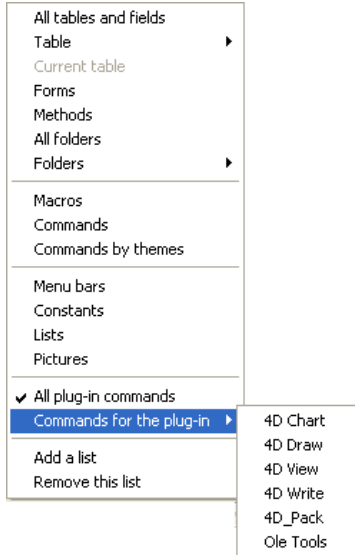 All tables and fields
Table
Current table
Forms
Methods
All folders
Folders
Macros
Commands
Commands by themes
Menu bars
Constants
Lists
Pictures
All plug-in commands
Commands for the plug-in
Add a list
Remove this list
4D Chart
4D Draw
4D View
4D Write
4D_Pack
Ole Tools